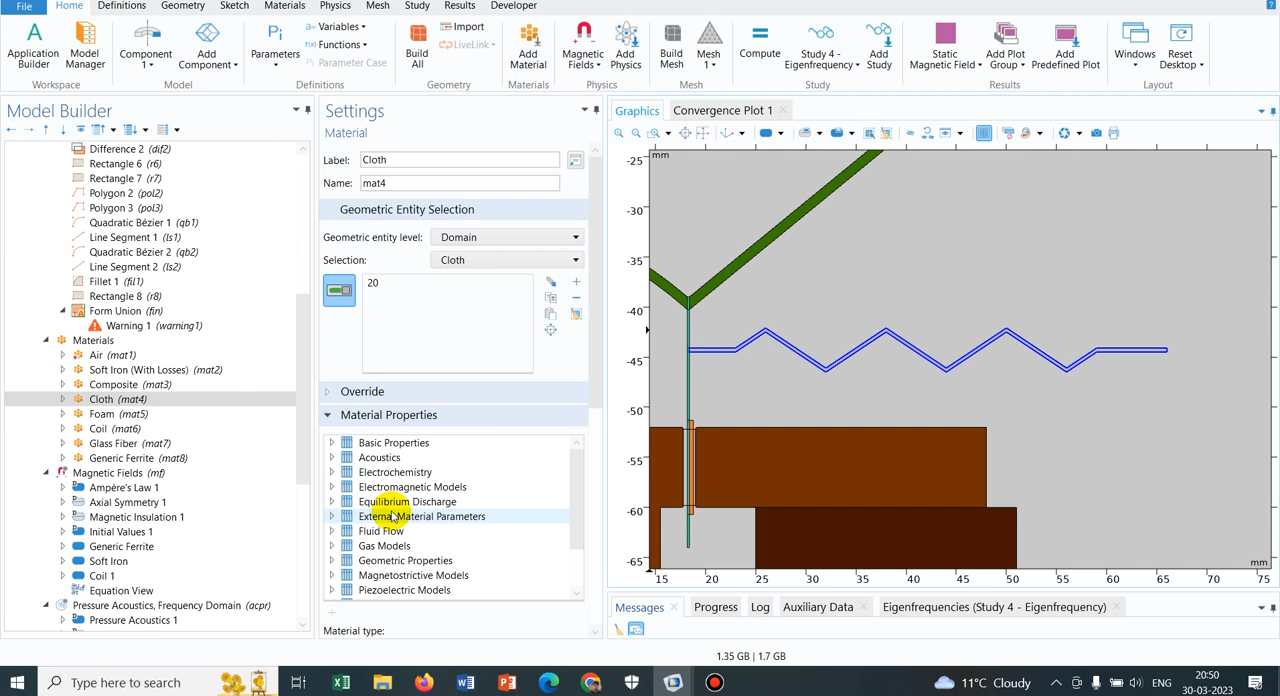 File Home Definitions Geometry Sketch Materials Physics Mesh Study Results Developer
Application Builder
Model Manager
Workspace
Component 1
Add Component
Model
Pi
Parameters
a= Variables
f(x) Functions
Parameter Case
Definitions
Build All
Import
LiveLink
Geometry
Add Material
Materials
Magnetic Fields
Add Physics
Physics
Build Mesh
Mesh 1
Mesh
Compute
Study 4 - Eigenfrequency
Add Study
Study
Static Magnetic Field
Add Plot Group
Add Predefined Plot
Results
Windows
Reset Desktop
Layout
Model Builder
Difference 2 (dif2)
Rectangle 6 (r6)
Rectangle 7 (r7)
Polygon 2 (pol2)
Polygon 3 (pol3)
Quadratic Bézier 1 (qb1)
Line Segment 1 (ls1)
Quadratic Bézier 2 (qb2)
Line Segment 2 (ls2)
Fillet 1 (fil1)
Rectangle 8 (r8)
Form Union (fin)
Warning 1 (warning1)
Materials
Air (mat1)
Soft Iron (With Losses) (mat2)
Composite (mat3)
Cloth (mat4)
Foam (mat5)
Coil (mat6)
Glass Fiber (mat7)
Generic Ferrite (mat8)
Magnetic Fields (mf)
Ampère's Law 1
Axial Symmetry 1
Magnetic Insulation 1
Initial Values 1
Generic Ferrite
Soft Iron
Coil 1
Equation View
Pressure Acoustics, Frequency Domain (acpr)
Pressure Acoustics 1
Settings
Material
Label: Cloth
Name: mat4
Geometric Entity Selection
Geometric entity level: Domain
Selection: Cloth
20
Override
Material Properties
Basic Properties
Acoustics
Electrochemistry
Electromagnetic Models
Equilibrium Discharge
External Material Parameters
Fluid Flow
Gas Models
Geometric Properties
Magnetostrictive Models
Piezoelectric Models
Material type:
Graphics Convergence Plot 1
mm
-25
-30
-35
-40
-45
-50
-55
-60
-65
15 20 25 30 35 40 45 50 55 60 65 70 75
mm
Messages Progress Log Auxiliary Data Eigenfrequencies (Study 4 - Eigenfrequency)
1.35 GB | 1.7 GB
Type here to search
11°C Cloudy
ENG
20:50
30-03-2023